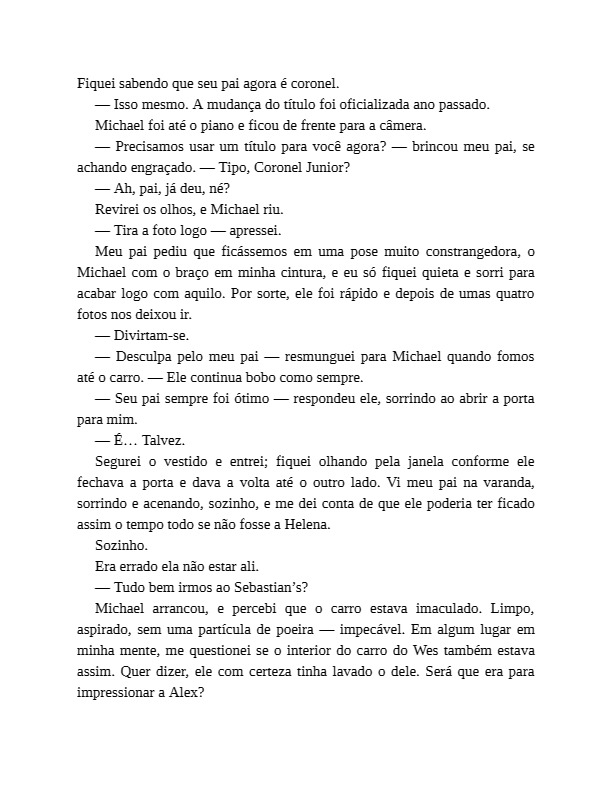 Fiquei sabendo que seu pai agora é coronel.
— Isso mesmo. A mudança do título foi oficializada ano passado.
Michael foi até o piano e ficou de frente para a câmera.
— Precisamos usar um título para você agora? — brincou meu pai, se
achando engraçado. — Tipo, Coronel Junior?
— Ah, pai, já deu, né?
Revirei os olhos, e Michael riu.
— Tira a foto logo — apressei.
Meu pai pediu que ficássemos em uma pose muito constrangedora, o
Michael com o braço em minha cintura, e eu só fiquei quieta e sorri para
acabar logo com aquilo. Por sorte, ele foi rápido e depois de umas quatro
fotos nos deixou ir.
— Divirtam-se.
— Desculpa pelo meu pai — resmunguei para Michael quando fomos
até o carro. — Ele continua bobo como sempre.
— Seu pai sempre foi ótimo — respondeu ele, sorrindo ao abrir a porta
para mim.
— É… Talvez.
Segurei o vestido e entrei; fiquei olhando pela janela conforme ele
fechava a porta e dava a volta até o outro lado. Vi meu pai na varanda,
sorrindo e acenando, sozinho, e me dei conta de que ele poderia ter ficado
assim o tempo todo se não fosse a Helena.
Sozinho.
Era errado ela não estar ali.
— Tudo bem irmos ao Sebastian’s?
Michael arrancou, e percebi que o carro estava imaculado. Limpo,
aspirado, sem uma partícula de poeira — impecável. Em algum lugar em
minha mente, me questionei se o interior do carro do Wes também estava
assim. Quer dizer, ele com certeza tinha lavado o dele. Será que era para
impressionar a Alex?